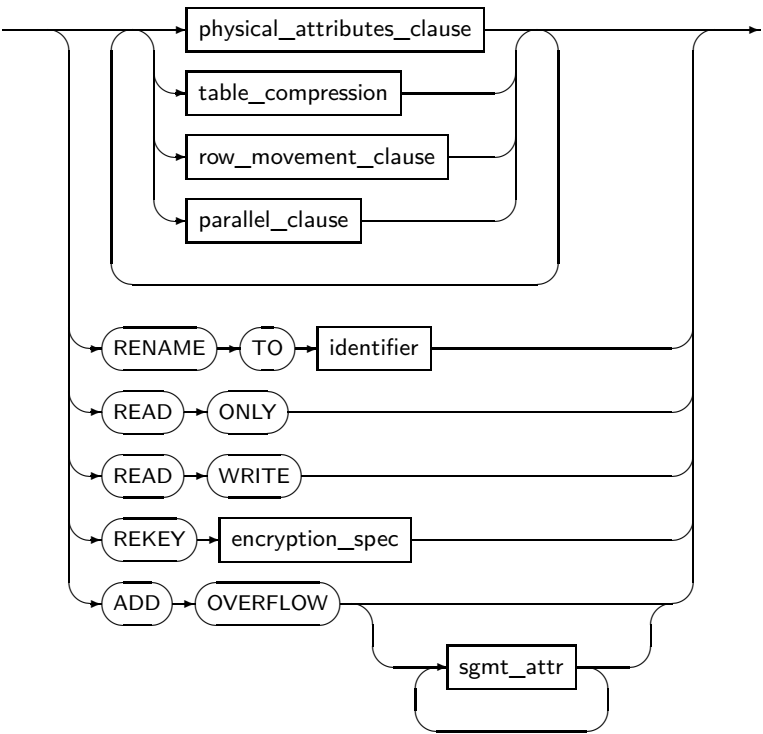 physical_attributes_clause
table_compression
row_movement_clause
parallel_clause
RENAME TO identifier
READ ONLY
READ WRITE
REKEY encryption_spec
ADD OVERFLOW
sgmt_attr